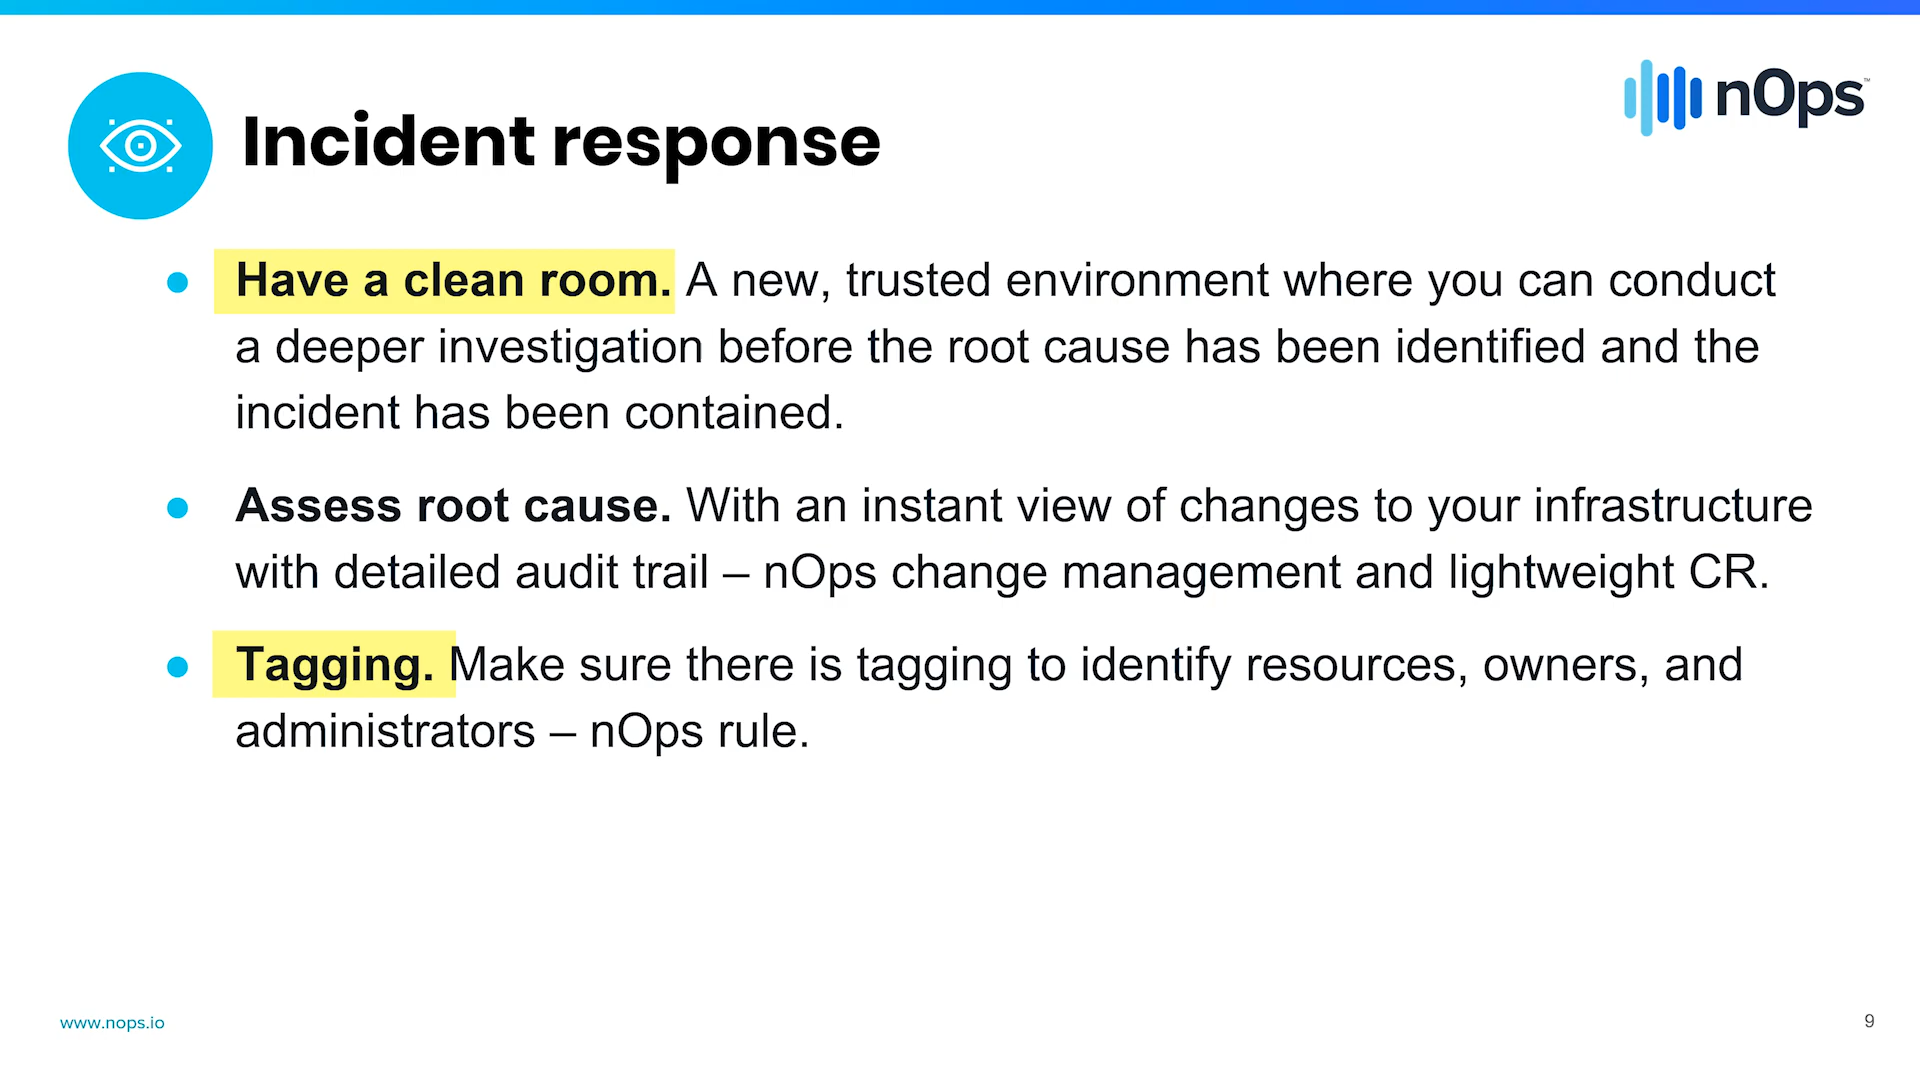 nOps™
Incident response
● Have a clean room. A new, trusted environment where you can conduct
a deeper investigation before the root cause has been identified and the
incident has been contained.
● Assess root cause. With an instant view of changes to your infrastructure
with detailed audit trail – nOps change management and lightweight CR.
● Tagging. Make sure there is tagging to identify resources, owners, and
administrators – nOps rule.
www.nops.io
9